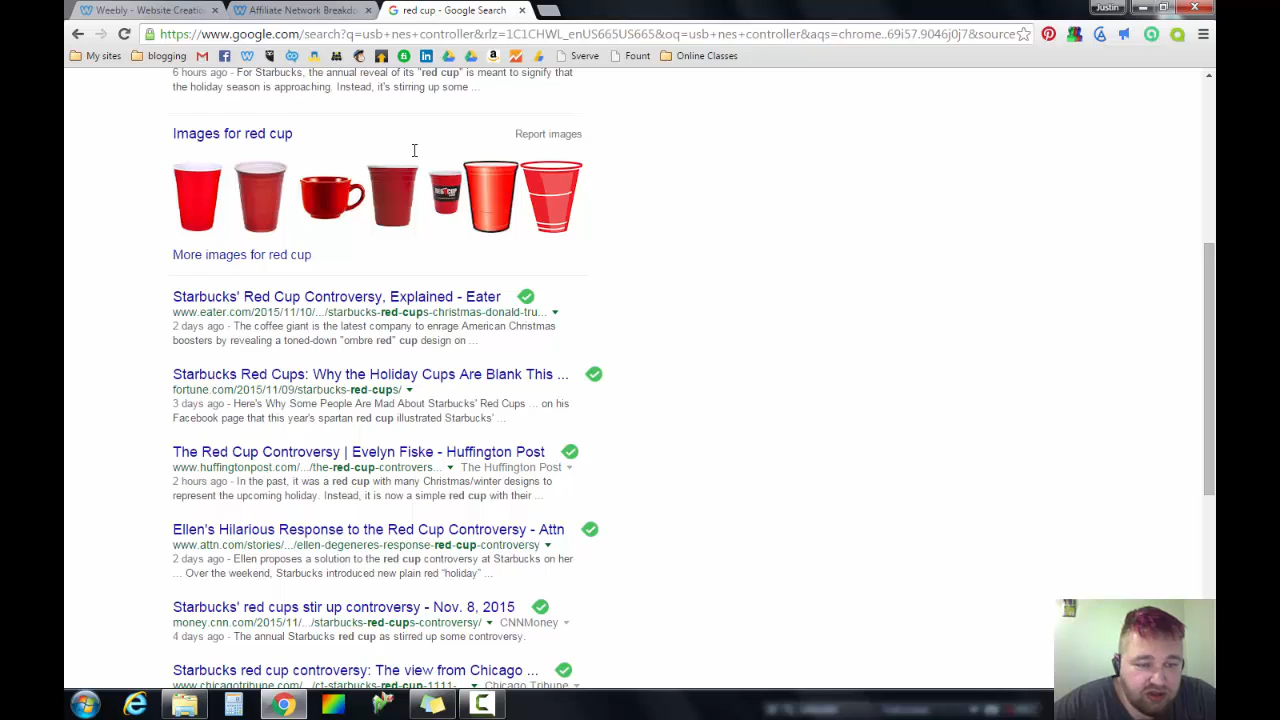 Weebly - Website Creation
Affiliate Network Breakdo
red cup - Google Search
Justin
https://www.google.com/search?q=usb+nes+controller&rlz=1C1CHWL_enUS665US665&oq=usb+nes+controller&aqs=chrome..69i57.9046j0j7&source
My sites
blogging
Sverve
Fount
Online Classes
6 hours ago - For Starbucks, the annual reveal of its "red cup" is meant to signify that
the holiday season is approaching. Instead, it's stirring up some ...
Images for red cup
Report images
More images for red cup
Starbucks' Red Cup Controversy, Explained - Eater
www.eater.com/2015/11/10/.../starbucks-red-cups-christmas-donald-tru...
2 days ago - The coffee giant is the latest company to enrage American Christmas
boosters by revealing a toned-down "ombre red" cup design on ...
Starbucks Red Cups: Why the Holiday Cups Are Blank This ...
fortune.com/2015/11/09/starbucks-red-cups/
3 days ago - Here's Why Some People Are Mad About Starbucks' Red Cups ... on his
Facebook page that this year's spartan red cup illustrated Starbucks' ...
The Red Cup Controversy | Evelyn Fiske - Huffington Post
www.huffingtonpost.com/.../the-red-cup-controvers... The Huffington Post
2 hours ago - In the past, it was a red cup with many Christmas/winter designs to
represent the upcoming holiday. Instead, it is now a simple red cup with their ...
Ellen's Hilarious Response to the Red Cup Controversy - Attn
www.attn.com/stories/.../ellen-degeneres-response-red-cup-controversy
2 days ago - Ellen proposes a solution to the red cup controversy at Starbucks on her
... Over the weekend, Starbucks introduced new plain red “holiday” ...
Starbucks' red cups stir up controversy - Nov. 8, 2015
money.cnn.com/2015/11/.../starbucks-red-cups-controversy/ CNNMoney
4 days ago - The annual Starbucks red cup as stirred up some controversy.
Starbucks red cup controversy: The view from Chicago ...
www.chicagotribune.com/.../ct-starbucks-red-cup-1111-... Chicago Tribune